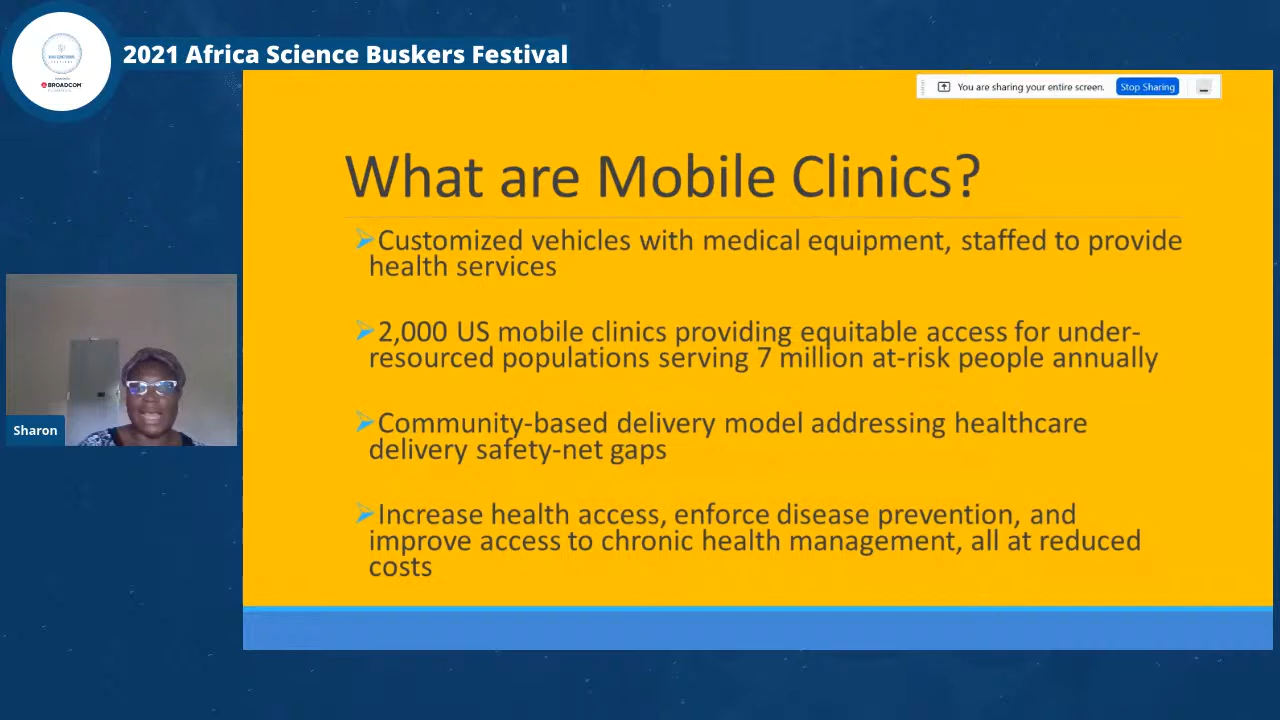 2021 Africa Science Buskers Festival
BROADCOM
You are sharing your entire screen. Stop Sharing
What are Mobile Clinics?
Customized vehicles with medical equipment, staffed to provide
health services
2,000 US mobile clinics providing equitable access for under-
resourced populations serving 7 million at-risk people annually
Community-based delivery model addressing healthcare
delivery safety-net gaps
Increase health access, enforce disease prevention, and
improve access to chronic health management, all at reduced
costs
Sharon